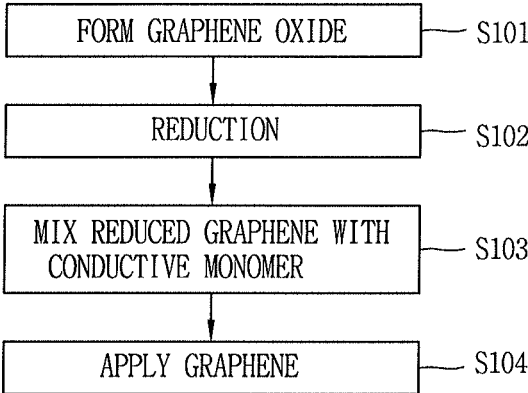 FORM GRAPHENE OXIDE S101
REDUCTION S102
MIX REDUCED GRAPHENE WITH
CONDUCTIVE MONOMER S103
APPLY GRAPHENE S104